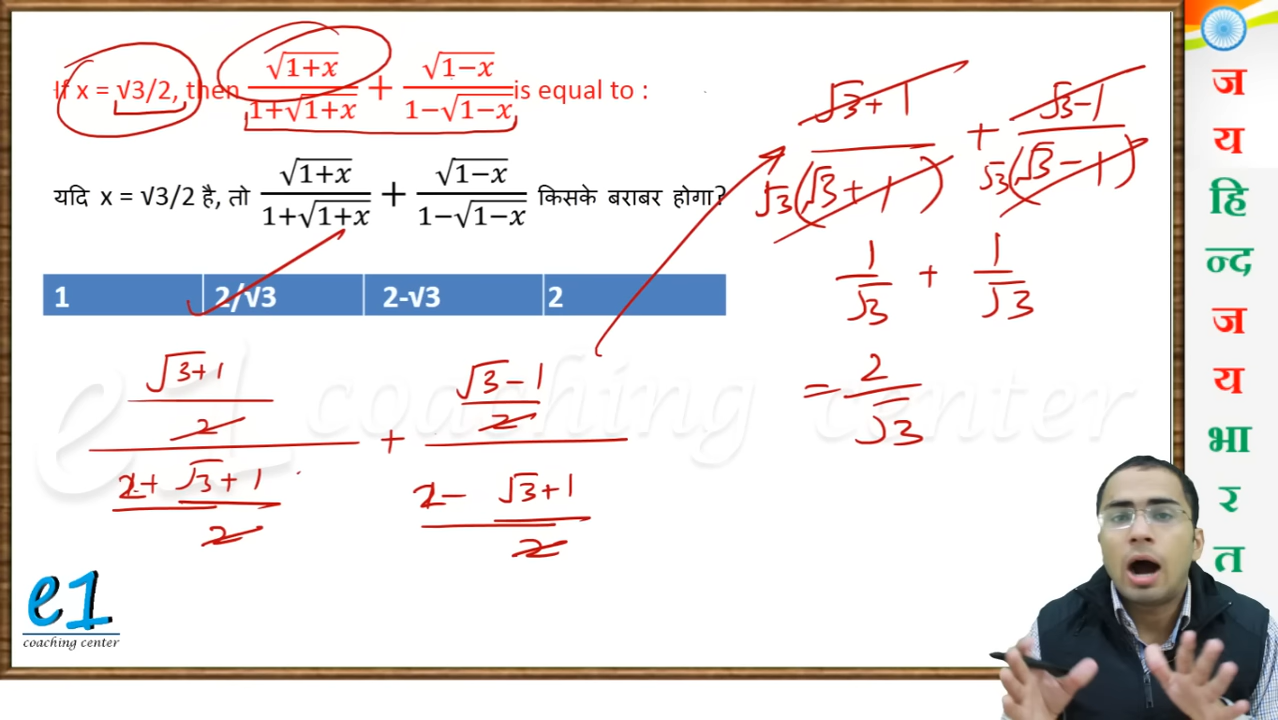 If x = √3/2, then √1+x / 1+√1+x + √1−x / 1−√1−x is equal to :
यदि x = √3/2 है, तो √1+x / 1+√1+x + √1−x / 1−√1−x किसके बराबर होगा?
1 2/√3 2-√3 2
√3+1 / 2 / 2+ √3+1 / 2 + √3−1 / 2 / 2− √3+1 / 2
√3+1 / √3(√3+1) + √3-1 / √3(√3−1)
1/√3 + 1/√3
= 2/√3
e1 coaching center
e1
coaching center
ज
य
हि
न्द
ज
य
भा
र
त